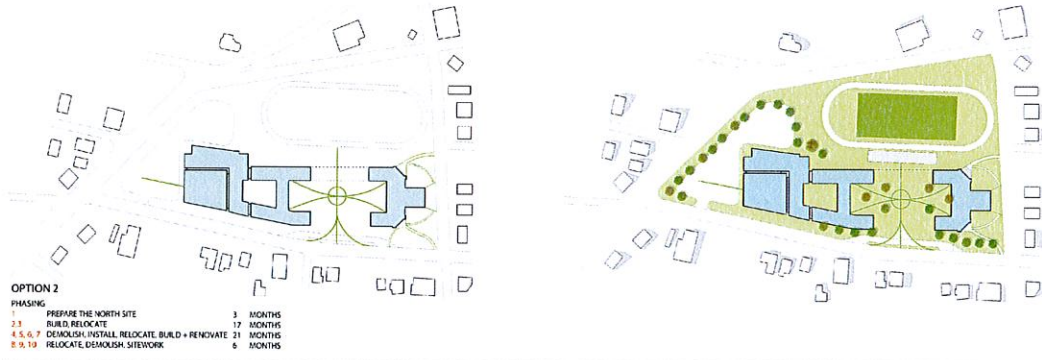 OPTION 2
PHASING
1 PREPARE THE NORTH SITE 3 MONTHS
2,3 BUILD, RELOCATE 17 MONTHS
4, 5, 6, 7 DEMOLISH, INSTALL, RELOCATE, BUILD + RENOVATE 21 MONTHS
8, 9, 10 RELOCATE, DEMOLISH, SITEWORK 6 MONTHS